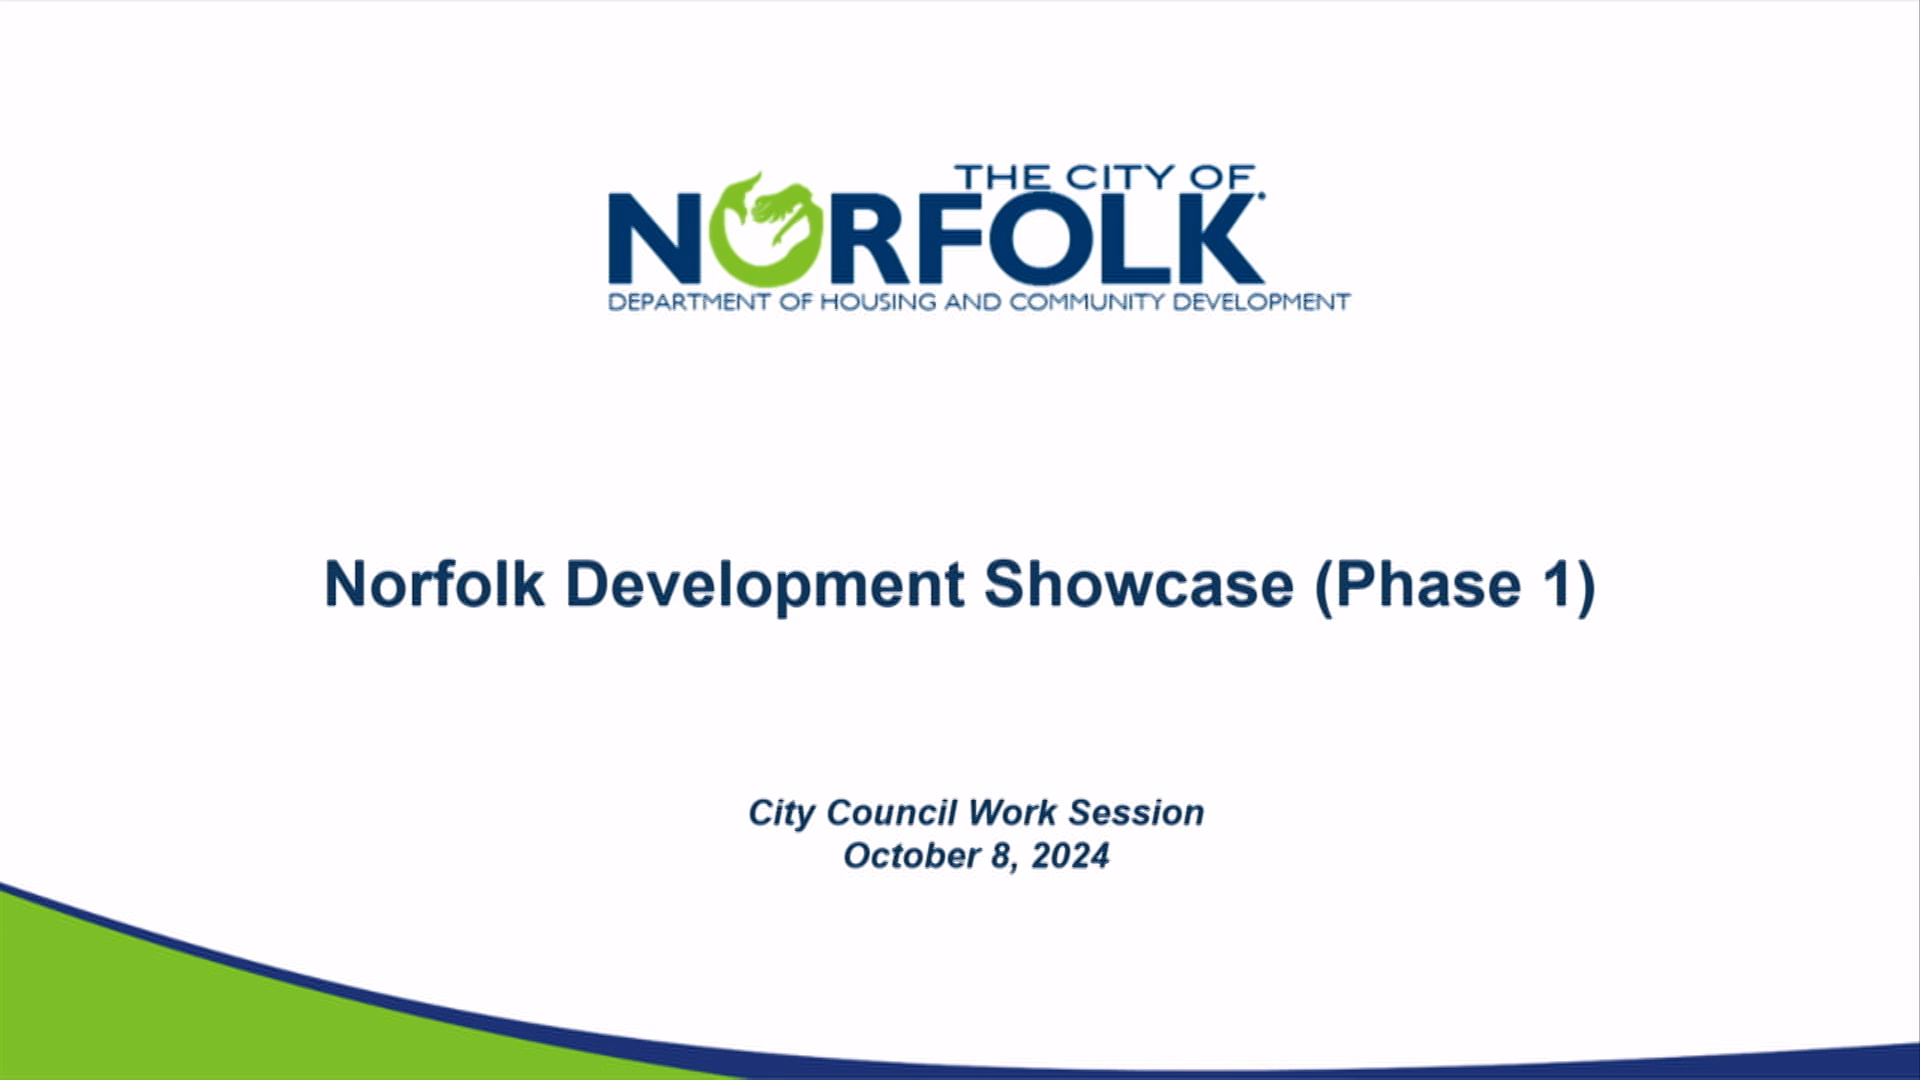 THE CITY OF
NORFOLK
DEPARTMENT OF HOUSING AND COMMUNITY DEVELOPMENT
Norfolk Development Showcase (Phase 1)
City Council Work Session
October 8, 2024